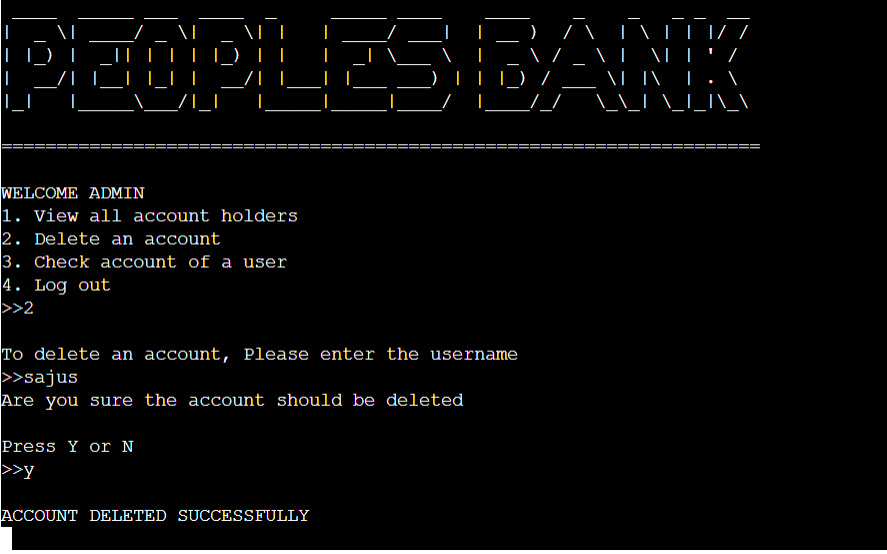 PEOPLES BANK
=====================================================================
WELCOME ADMIN
1. View all account holders
2. Delete an account
3. Check account of a user
4. Log out
>>2
To delete an account, Please enter the username
>>sajus
Are you sure the account should be deleted
Press Y or N
>>y
ACCOUNT DELETED SUCCESSFULLY